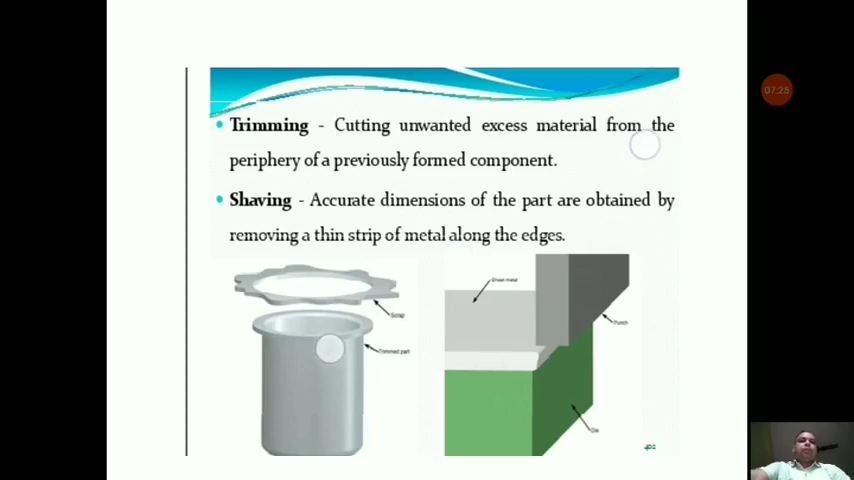 07:25
Trimming - Cutting unwanted excess material from the
periphery of a previously formed component.
Shaving - Accurate dimensions of the part are obtained by
removing a thin strip of metal along the edges.
Sheet metal
Scrap
Punch
Trimmed part
Die
402